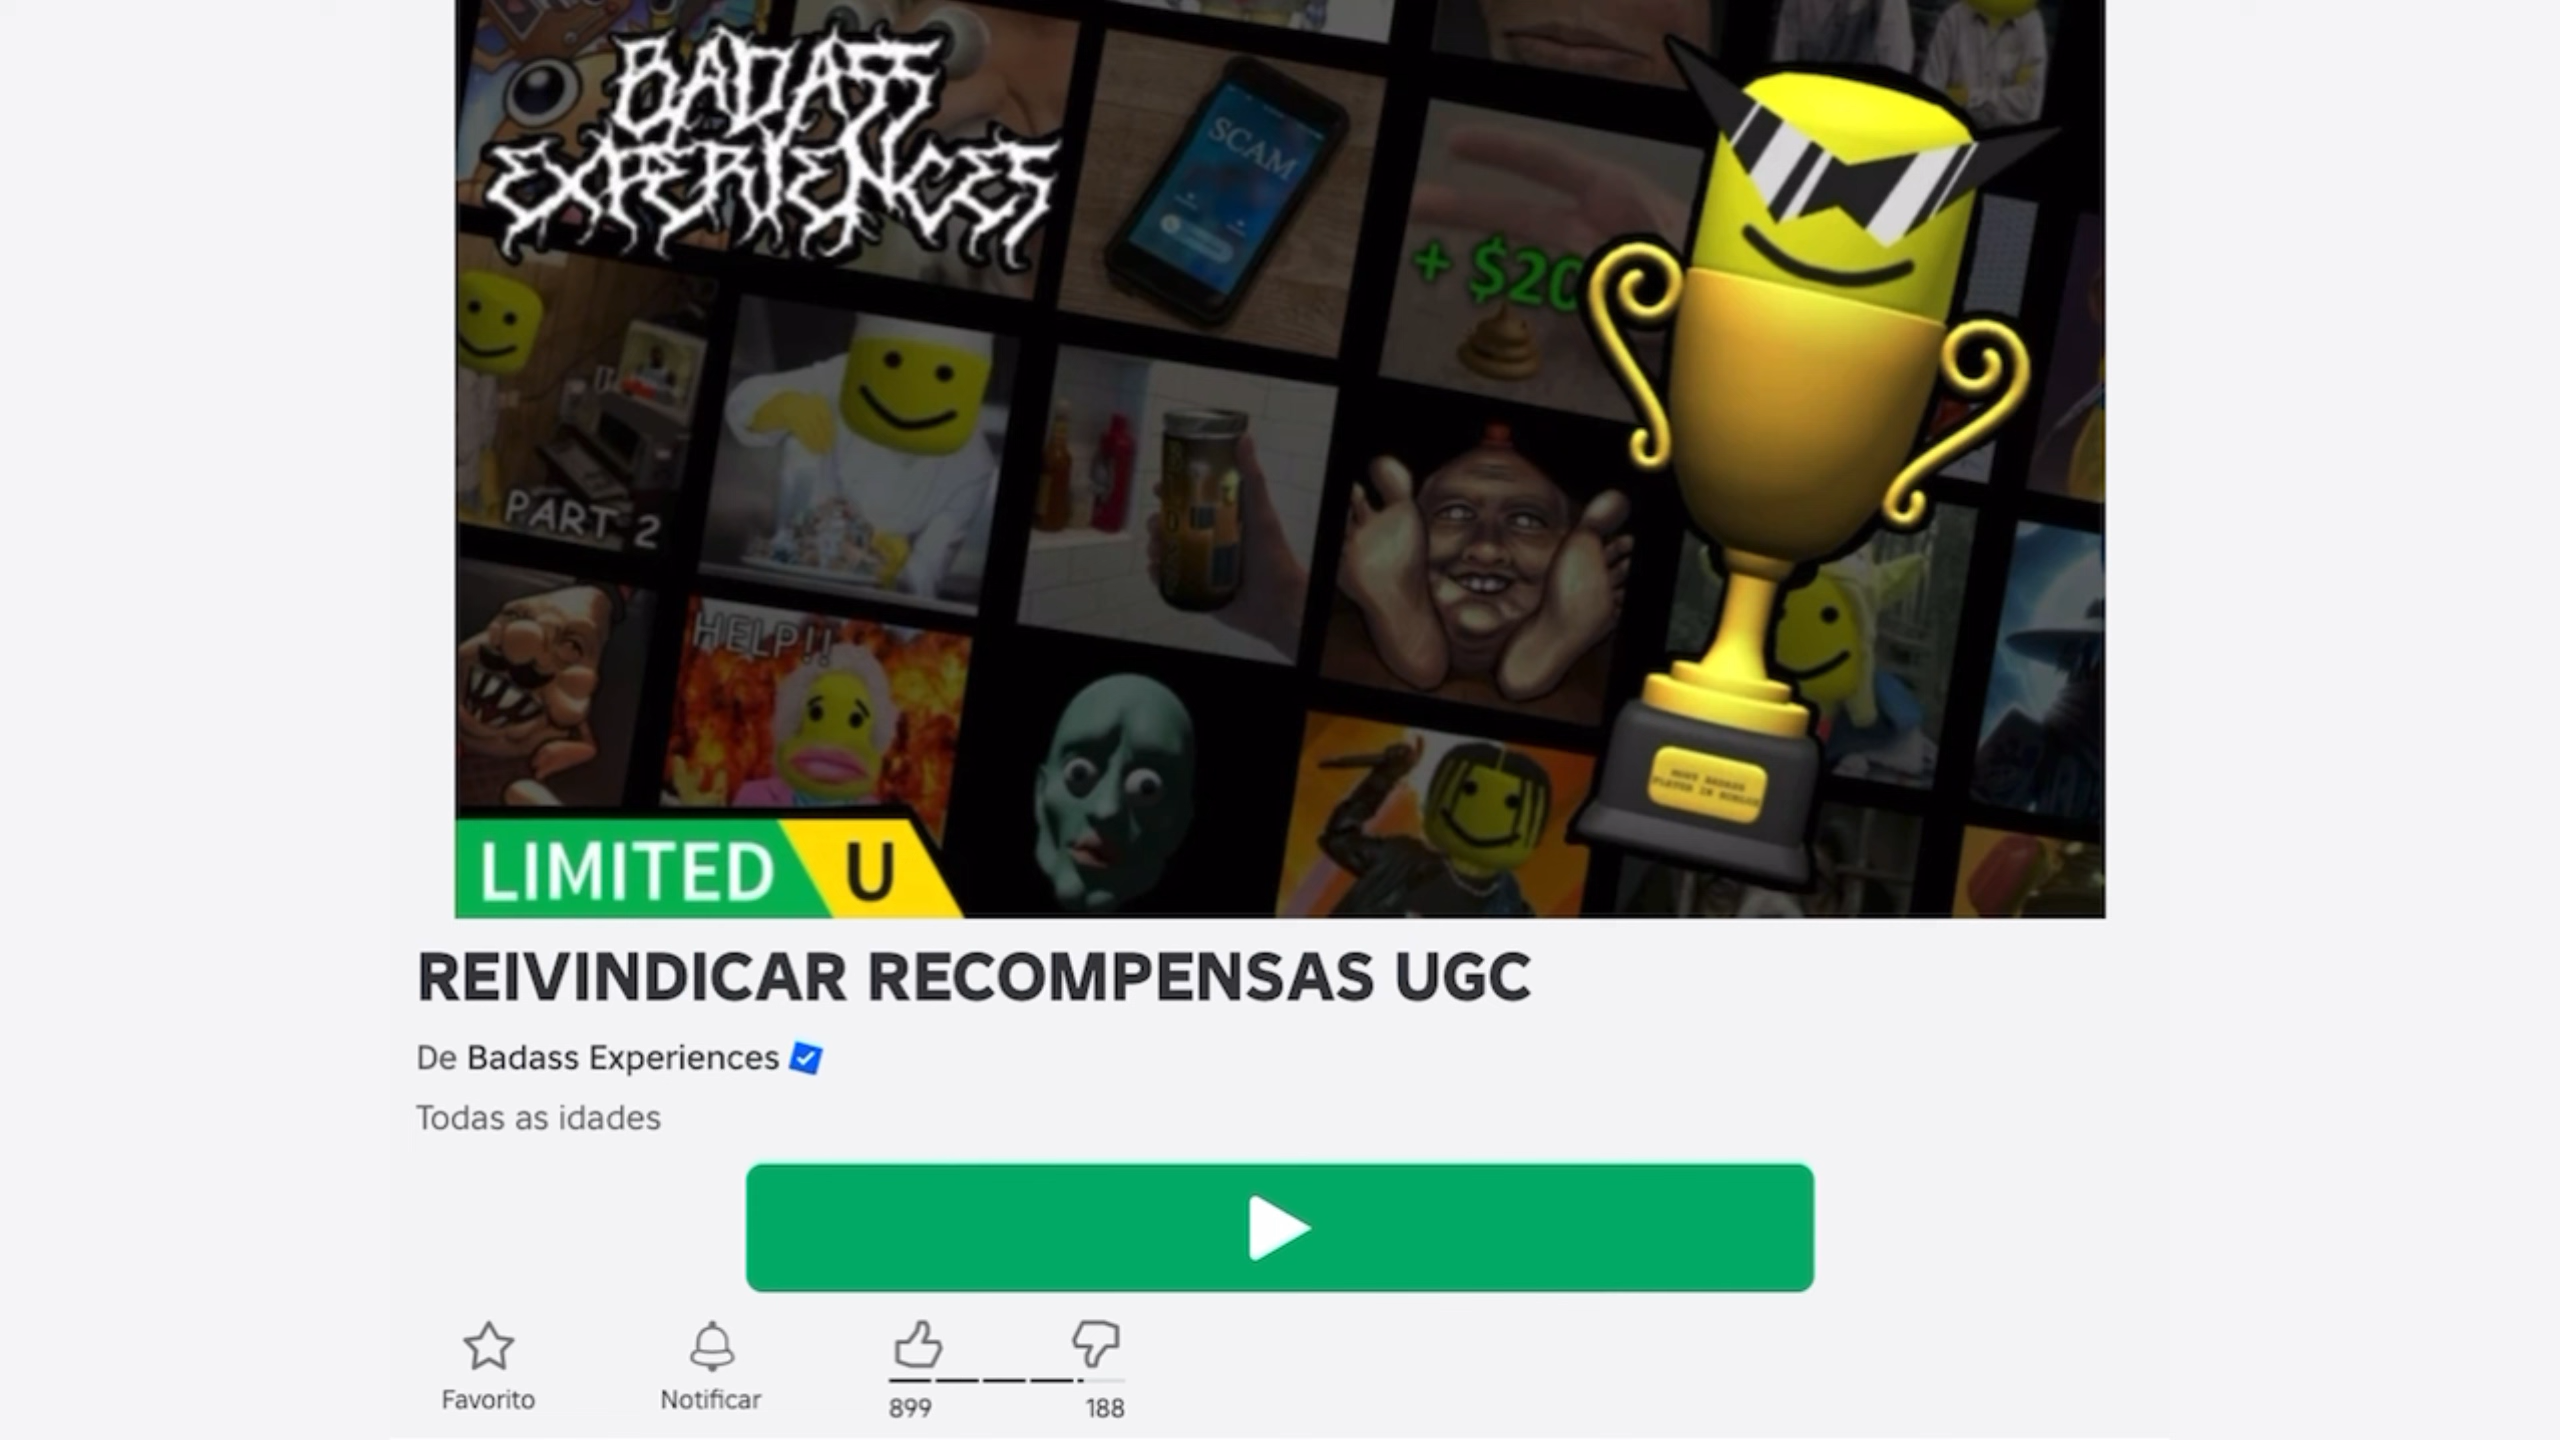 BADASS
EXPERIENCES
SCAM
+ $20
PART 2
HELP!!
LIMITED U
REIVINDICAR RECOMPENSAS UGC
De Badass Experiences
Todas as idades
Favorito
Notificar
899
188